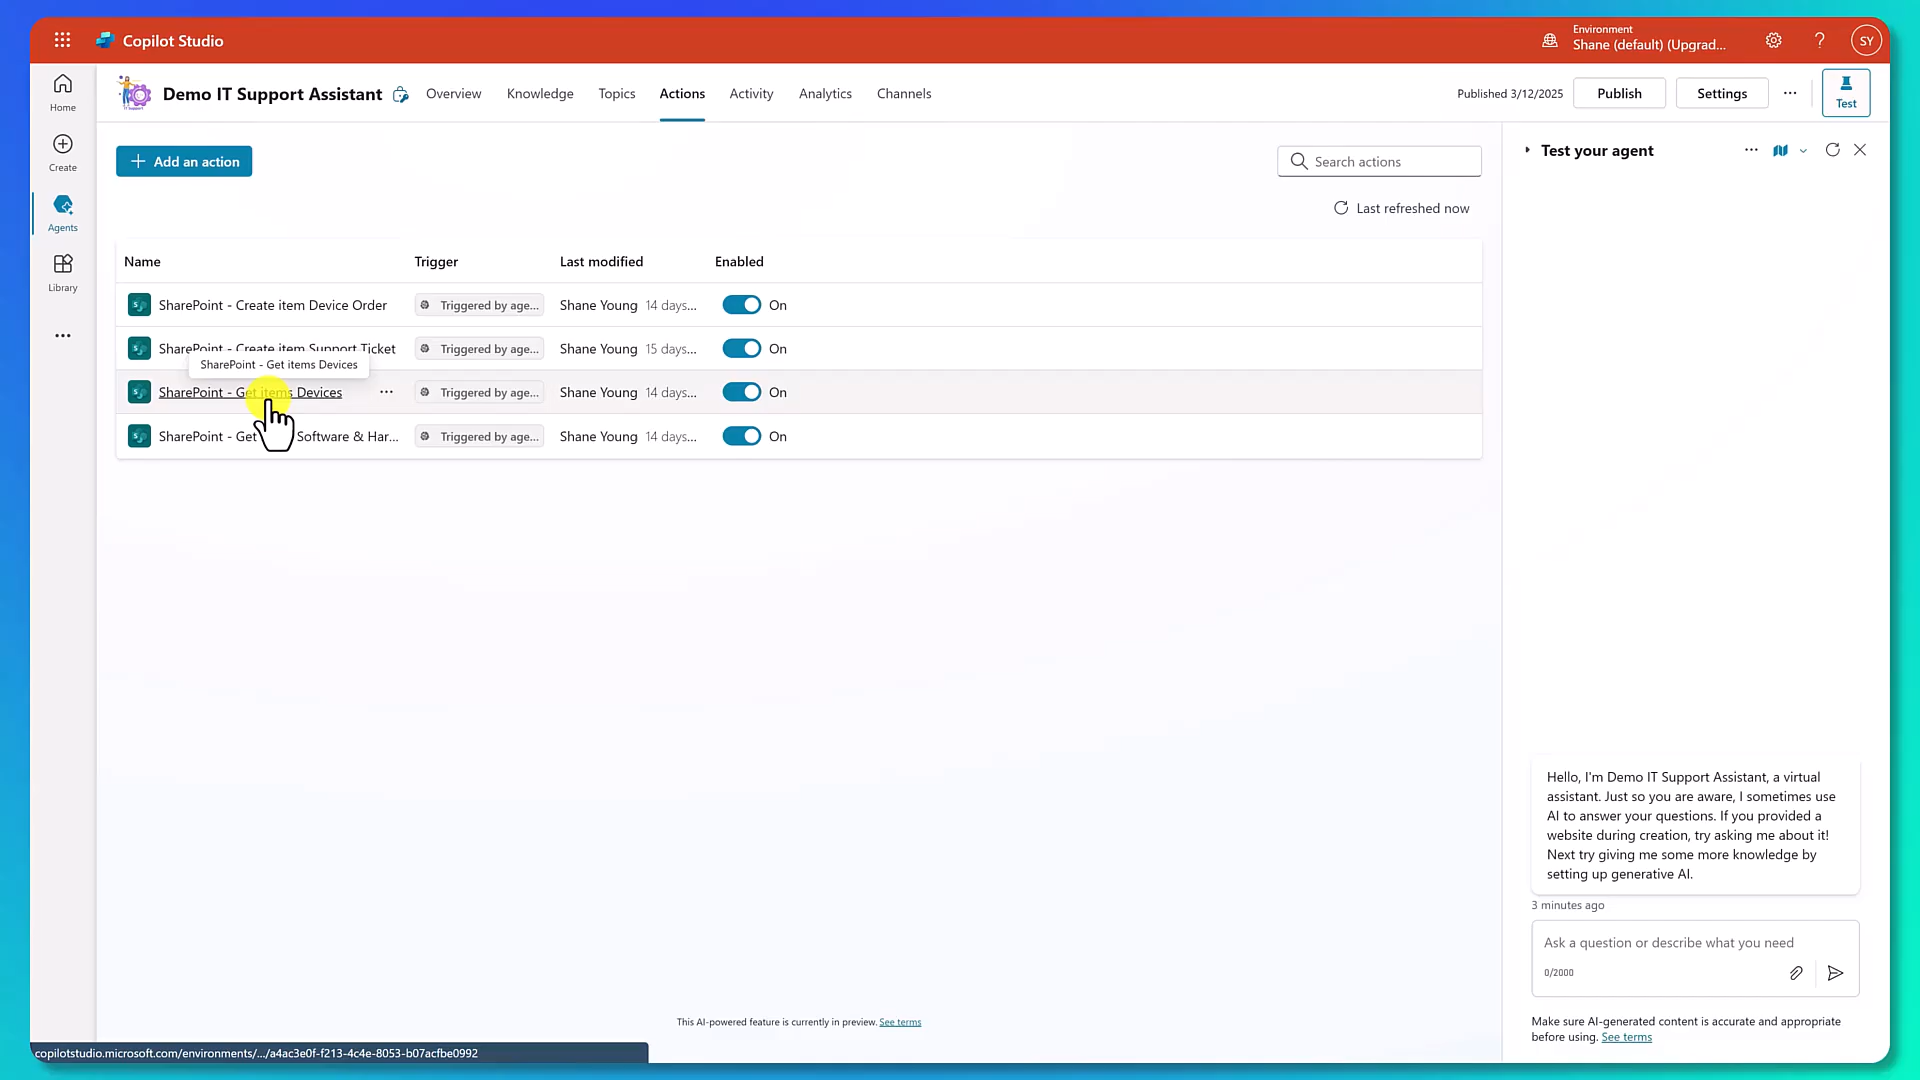 Copilot Studio
Environment
Shane (default) (Upgrad...
SY
Home
Create
Agents
Library
Demo IT Support Assistant
Overview
Knowledge
Topics
Actions
Activity
Analytics
Channels
Published 3/12/2025
Publish
Settings
Test
Add an action
Search actions
Last refreshed now
Name Trigger Last modified Enabled
SharePoint - Create item Device Order Triggered by age... Shane Young 14 days... On
SharePoint - Create item Support Ticket Triggered by age... Shane Young 15 days... On
SharePoint - Get items Devices
SharePoint - Get items Devices Triggered by age... Shane Young 14 days... On
SharePoint - Get Software & Har... Triggered by age... Shane Young 14 days... On
Test your agent
Hello, I'm Demo IT Support Assistant, a virtual
assistant. Just so you are aware, I sometimes use
AI to answer your questions. If you provided a
website during creation, try asking me about it!
Next try giving me some more knowledge by
setting up generative AI.
3 minutes ago
Ask a question or describe what you need
0/2000
Make sure AI-generated content is accurate and appropriate
before using. See terms
This AI-powered feature is currently in preview. See terms
copilotstudio.microsoft.com/environments/.../a4ac3e0f-f213-4c4e-8053-b07acfbe0992